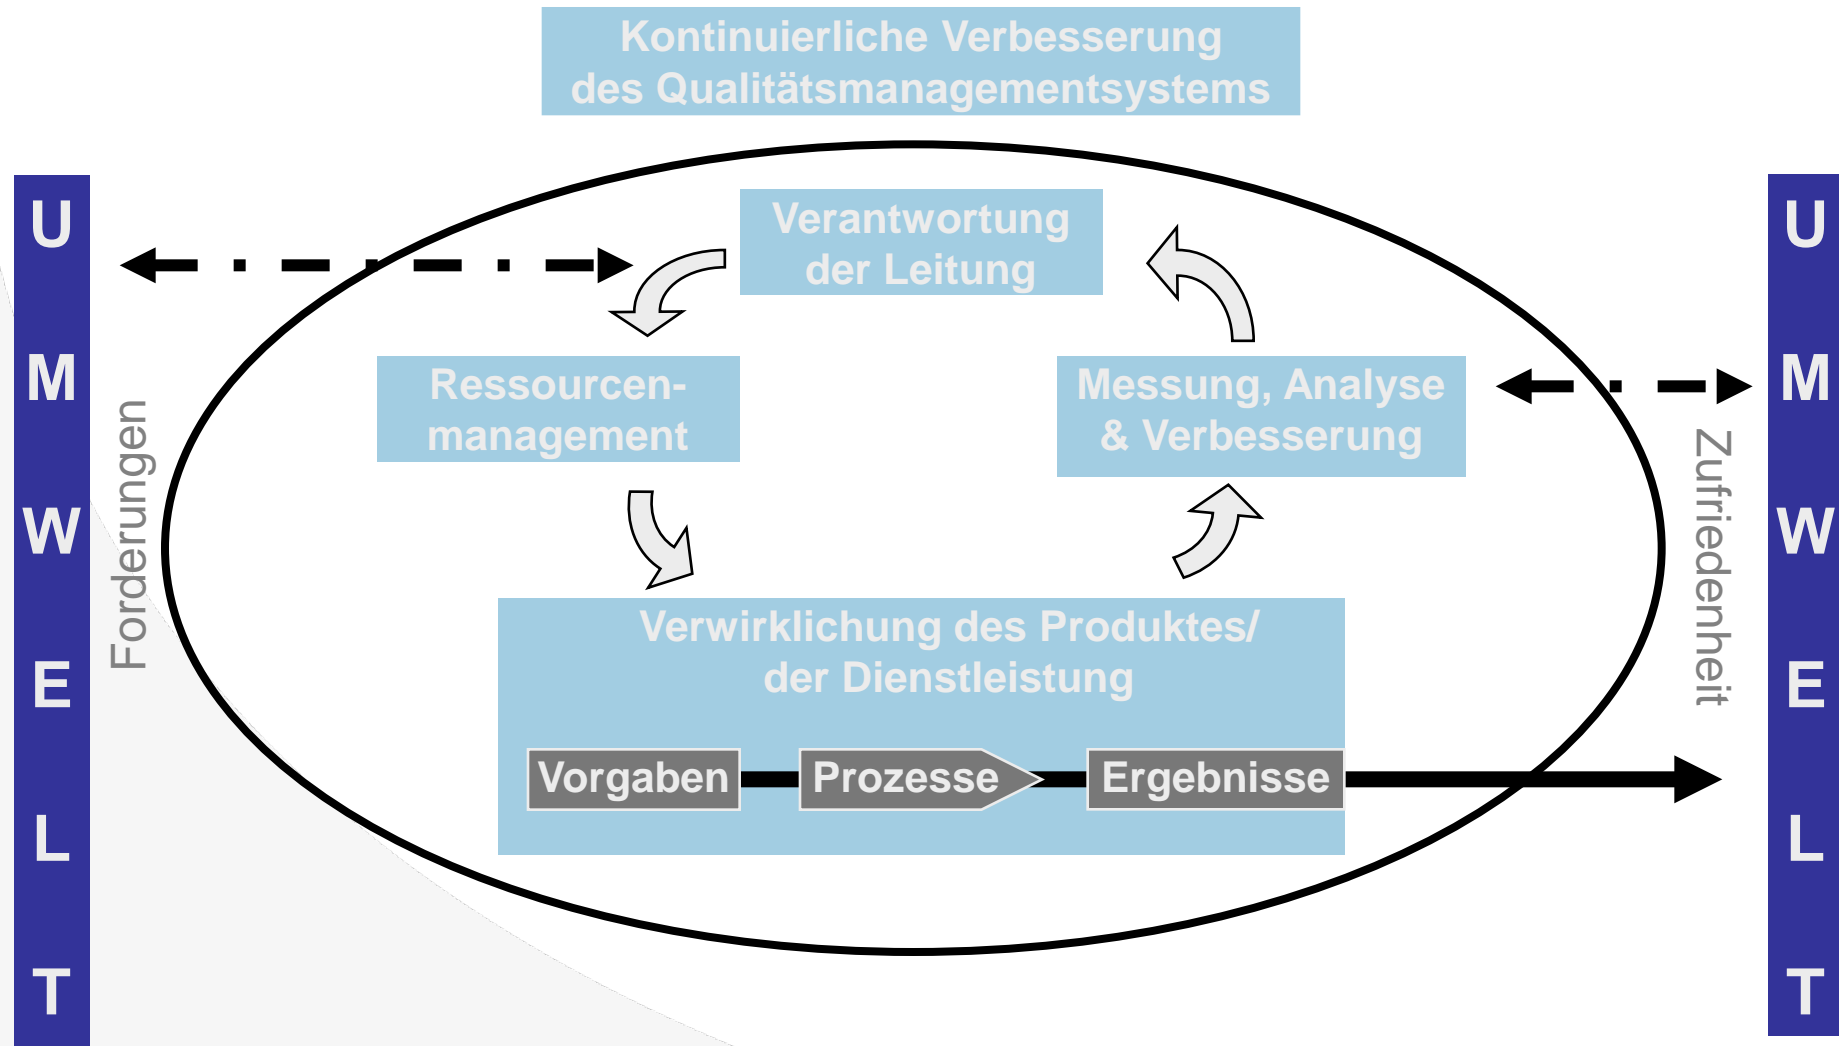 Kontinuierliche Verbesserung
des Qualitätsmanagementsystems
U
M
W
E
L
T
Forderungen
Verantwortung
der Leitung
Ressourcen-
management
Messung, Analyse
& Verbesserung
Verwirklichung des Produktes/
der Dienstleistung
Vorgaben
Prozesse
Ergebnisse
Zufriedenheit
U
M
W
E
L
T